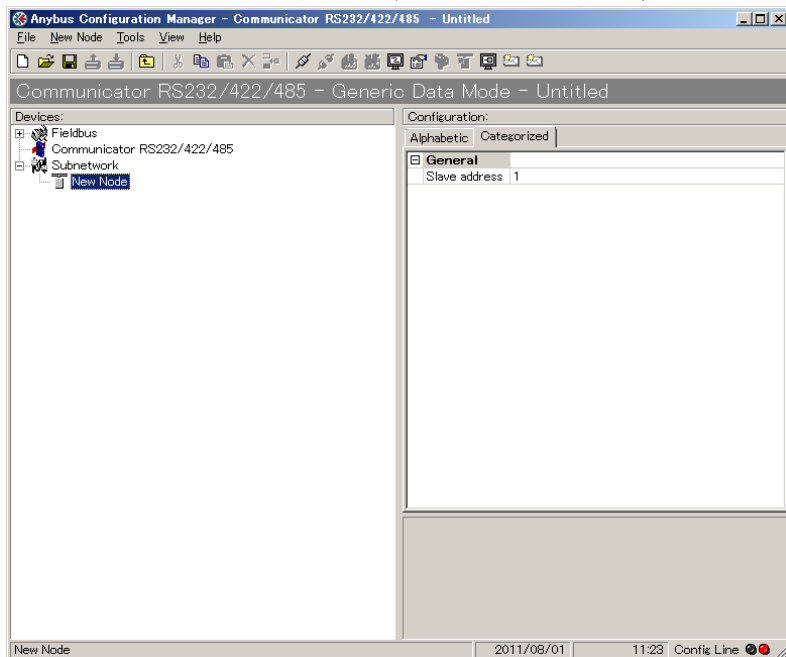 Anybus Configuration Manager - Communicator RS232/422/485 - Untitled
File New Node Tools View Help
Communicator RS232/422/485 - Generic Data Mode - Untitled
Devices:
Fieldbus
Communicator RS232/422/485
Subnetwork
New Node
Configuration:
Alphabetic Categorized
General
Slave address 1
New Node 2011/08/01 11:23 Config Line